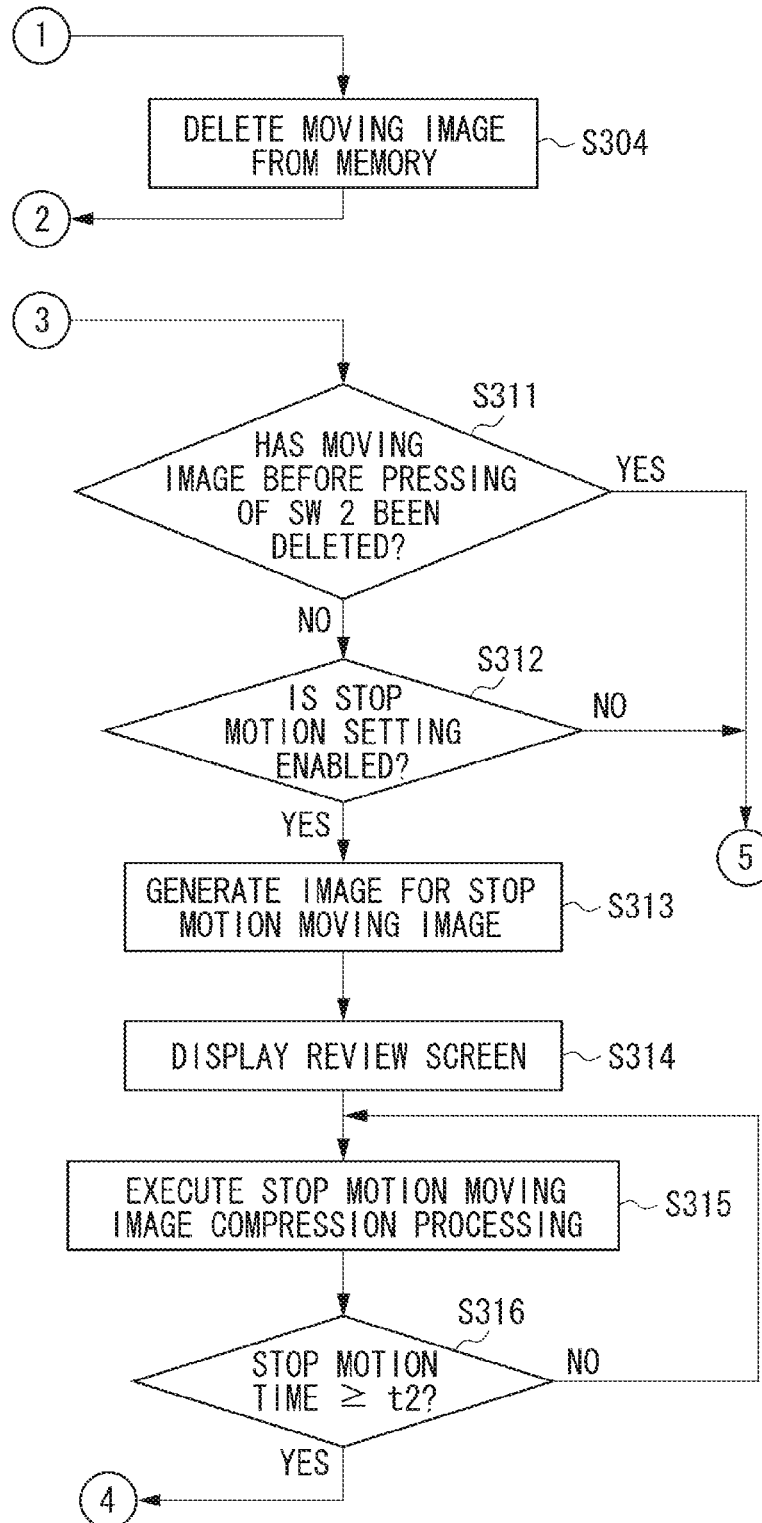 1
DELETE MOVING IMAGE
FROM MEMORY
S304
2
3
S311
HAS MOVING
IMAGE BEFORE PRESSING
OF SW 2 BEEN
DELETED?
YES
NO
S312
IS STOP
MOTION SETTING
ENABLED?
NO
YES
5
GENERATE IMAGE FOR STOP
MOTION MOVING IMAGE
S313
DISPLAY REVIEW SCREEN
S314
EXECUTE STOP MOTION MOVING
IMAGE COMPRESSION PROCESSING
S315
S316
STOP MOTION
TIME ≥ t2?
NO
YES
4